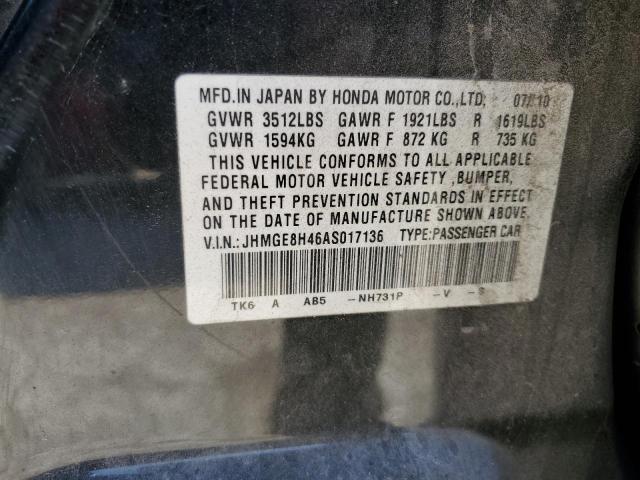 MFD.IN JAPAN BY HONDA MOTOR CO.,LTD. 07/10
GVWR 3512LBS GAWR F 1921LBS R 1619LBS
GVWR 1594KG GAWR F 872 KG R 735 KG
THIS VEHICLE CONFORMS TO ALL APPLICABLE
FEDERAL MOTOR VEHICLE SAFETY ,BUMPER,
AND THEFT PREVENTION STANDARDS IN EFFECT
ON THE DATE OF MANUFACTURE SHOWN ABOVE.
V.I.N.: JHMGE8H46AS017136 TYPE:PASSENGER CAR
TK6 A AB5 -NH731P -V -S